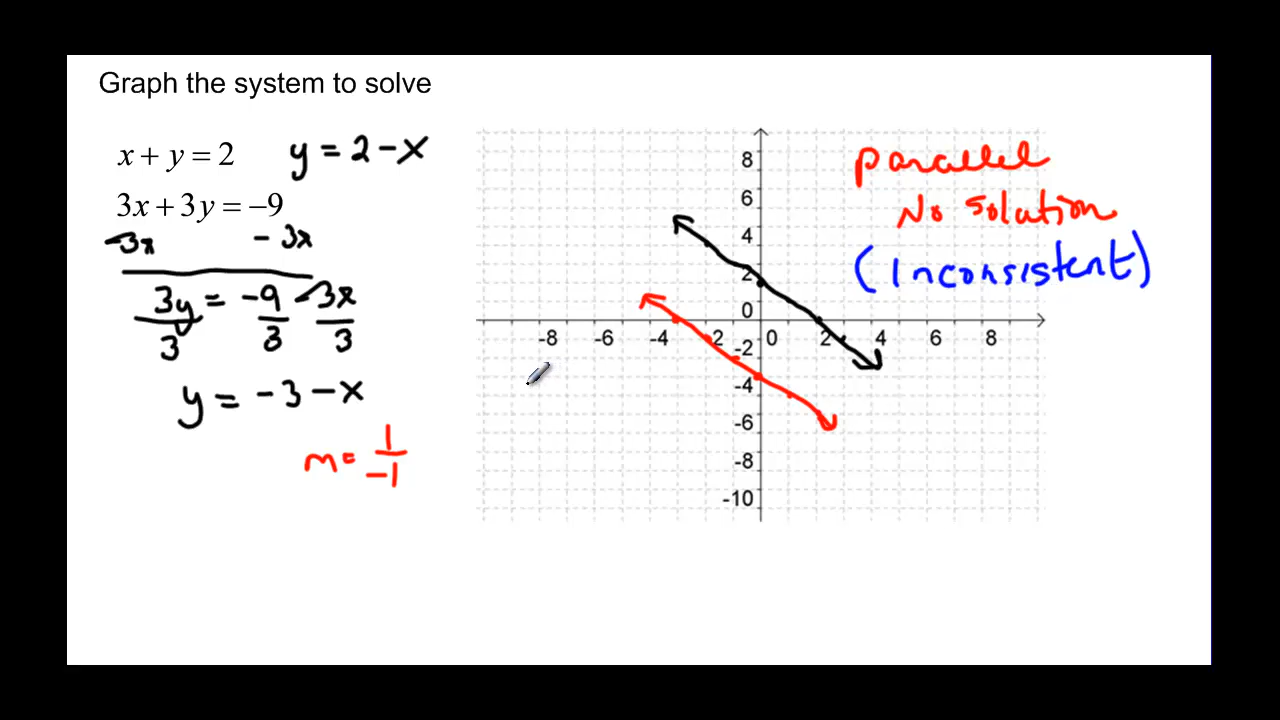 Graph the system to solve
x + y = 2 y = 2 - x
3x + 3y = -9
-3x - 3x
3y = -9 -3x
3 3 3
y = -3 - x
m = 1
-1
8
6
4
2
0
-8 -6 -4 -2 0 2 4 6 8
-2
-4
-6
-8
-10
parallel
No solution
(Inconsistent)